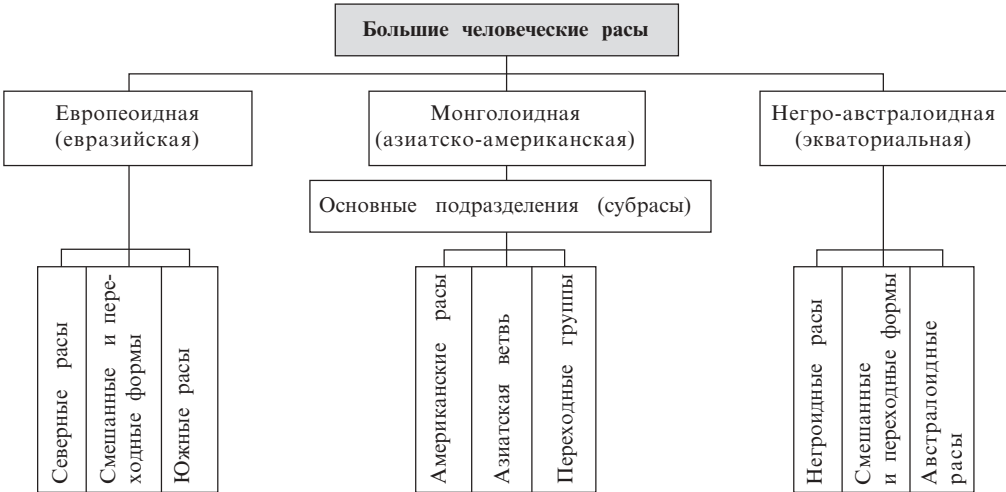 Большие человеческие расы
Европеоидная
(евразийская)
Монголоидная
(азиатско-американская)
Негро-австралоидная
(экваториальная)
Основные подразделения (субрасы)
Северные расы
Смешанные и пере-
ходные формы
Южные расы
Американские расы
Азиатская ветвь
Переходные группы
Негроидные расы
Смешанные
и переходные формы
Австралоидные
расы